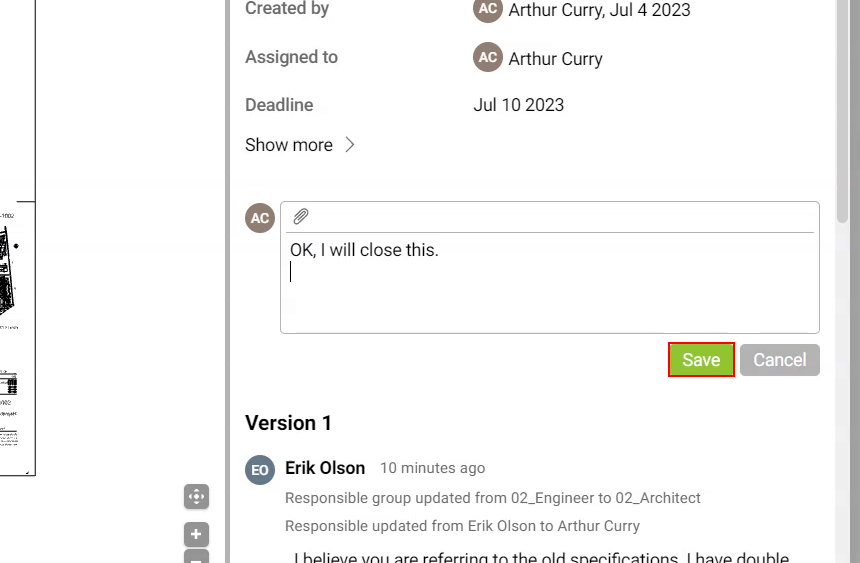 Created by
AC Arthur Curry, Jul 4 2023
Assigned to
AC Arthur Curry
Deadline
Jul 10 2023
Show more
AC
OK, I will close this.
Save Cancel
Version 1
EO Erik Olson 10 minutes ago
Responsible group updated from 02_Engineer to 02_Architect
Responsible updated from Erik Olson to Arthur Curry
I believe you are referring to the old specifications. I have double